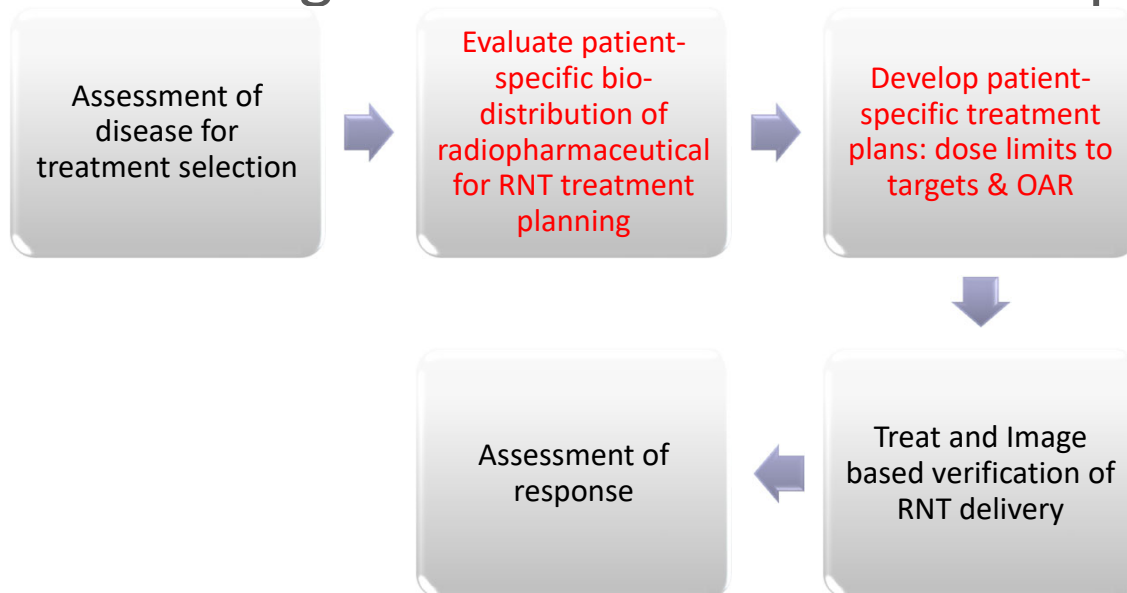 Assessment of
disease for
treatment selection
Evaluate patient-
specific bio-
distribution of
radiopharmaceutical
for RNT treatment
planning
Develop patient-
specific treatment
plans: dose limits to
targets & OAR
Treat and Image
based verification of
RNT delivery
Assessment of
response